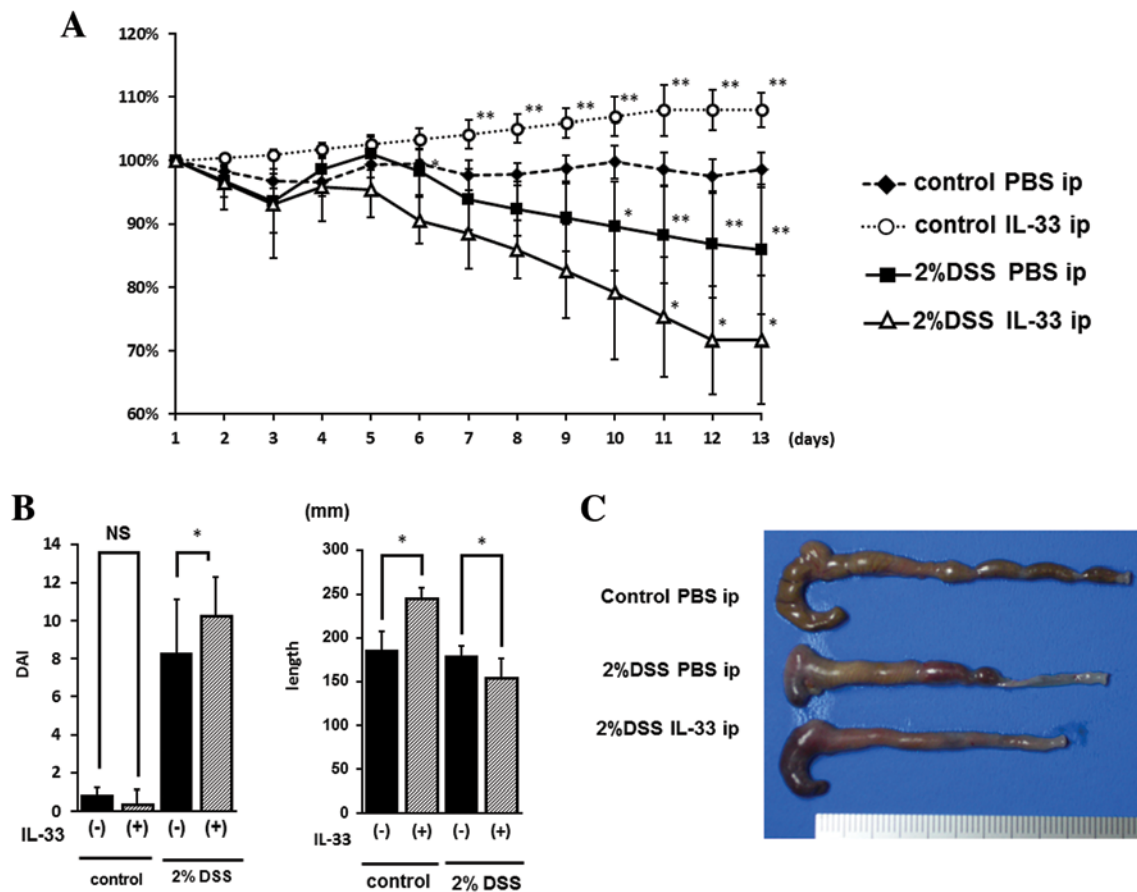 A
120%
110%
100%
90%
80%
70%
60%
** ** ** ** ** ** **
*
* ** ** **
* * *
1 2 3 4 5 6 7 8 9 10 11 12 13 (days)
control PBS ip
control IL-33 ip
2%DSS PBS ip
2%DSS IL-33 ip
B
NS
*
14
12
10
8
6
4
2
0
DAI
IL-33 (-) (+) (-) (+)
control 2% DSS
(mm)
* *
300
250
200
150
100
50
0
length
IL-33 (-) (+) (-) (+)
control 2% DSS
C
Control PBS ip
2%DSS PBS ip
2%DSS IL-33 ip